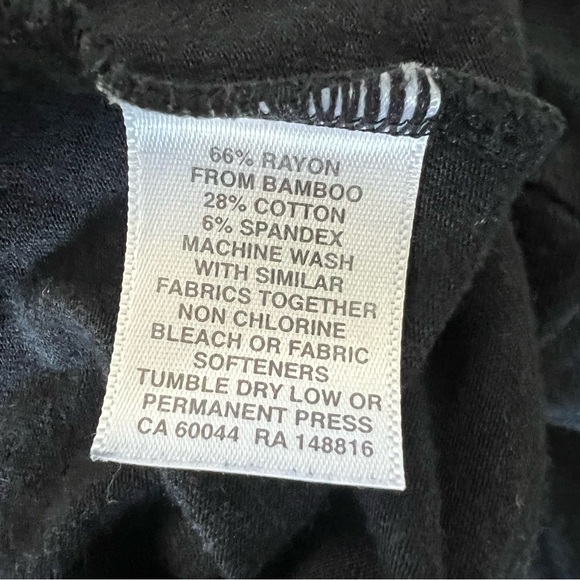 66% RAYON
FROM BAMBOO
28% COTTON
6% SPANDEX
MACHINE WASH
WITH SIMILAR
FABRICS TOGETHER
NON CHLORINE
BLEACH OR FABRIC
SOFTENERS
TUMBLE DRY LOW OR
PERMANENT PRESS
CA 60044 RA 148816